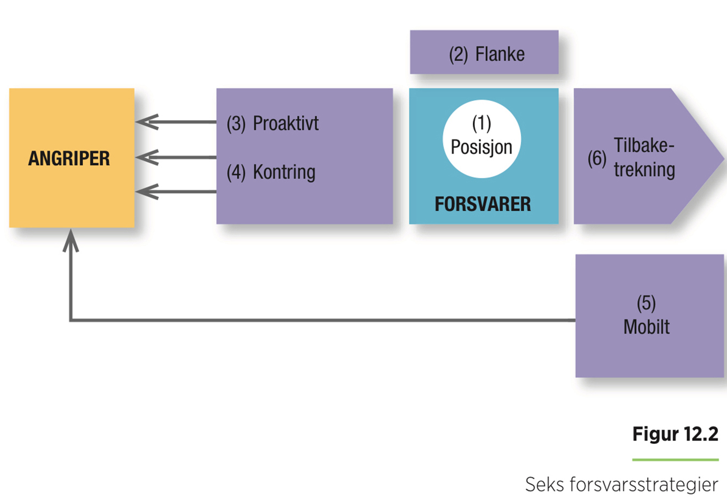 (2) Flanke
ANGRIPER
(3) Proaktivt
(4) Kontring
(1)
Posisjon
FORSVARER
(6) Tilbake-
trekning
(5)
Mobilt
Figur 12.2
Seks forsvarsstrategier